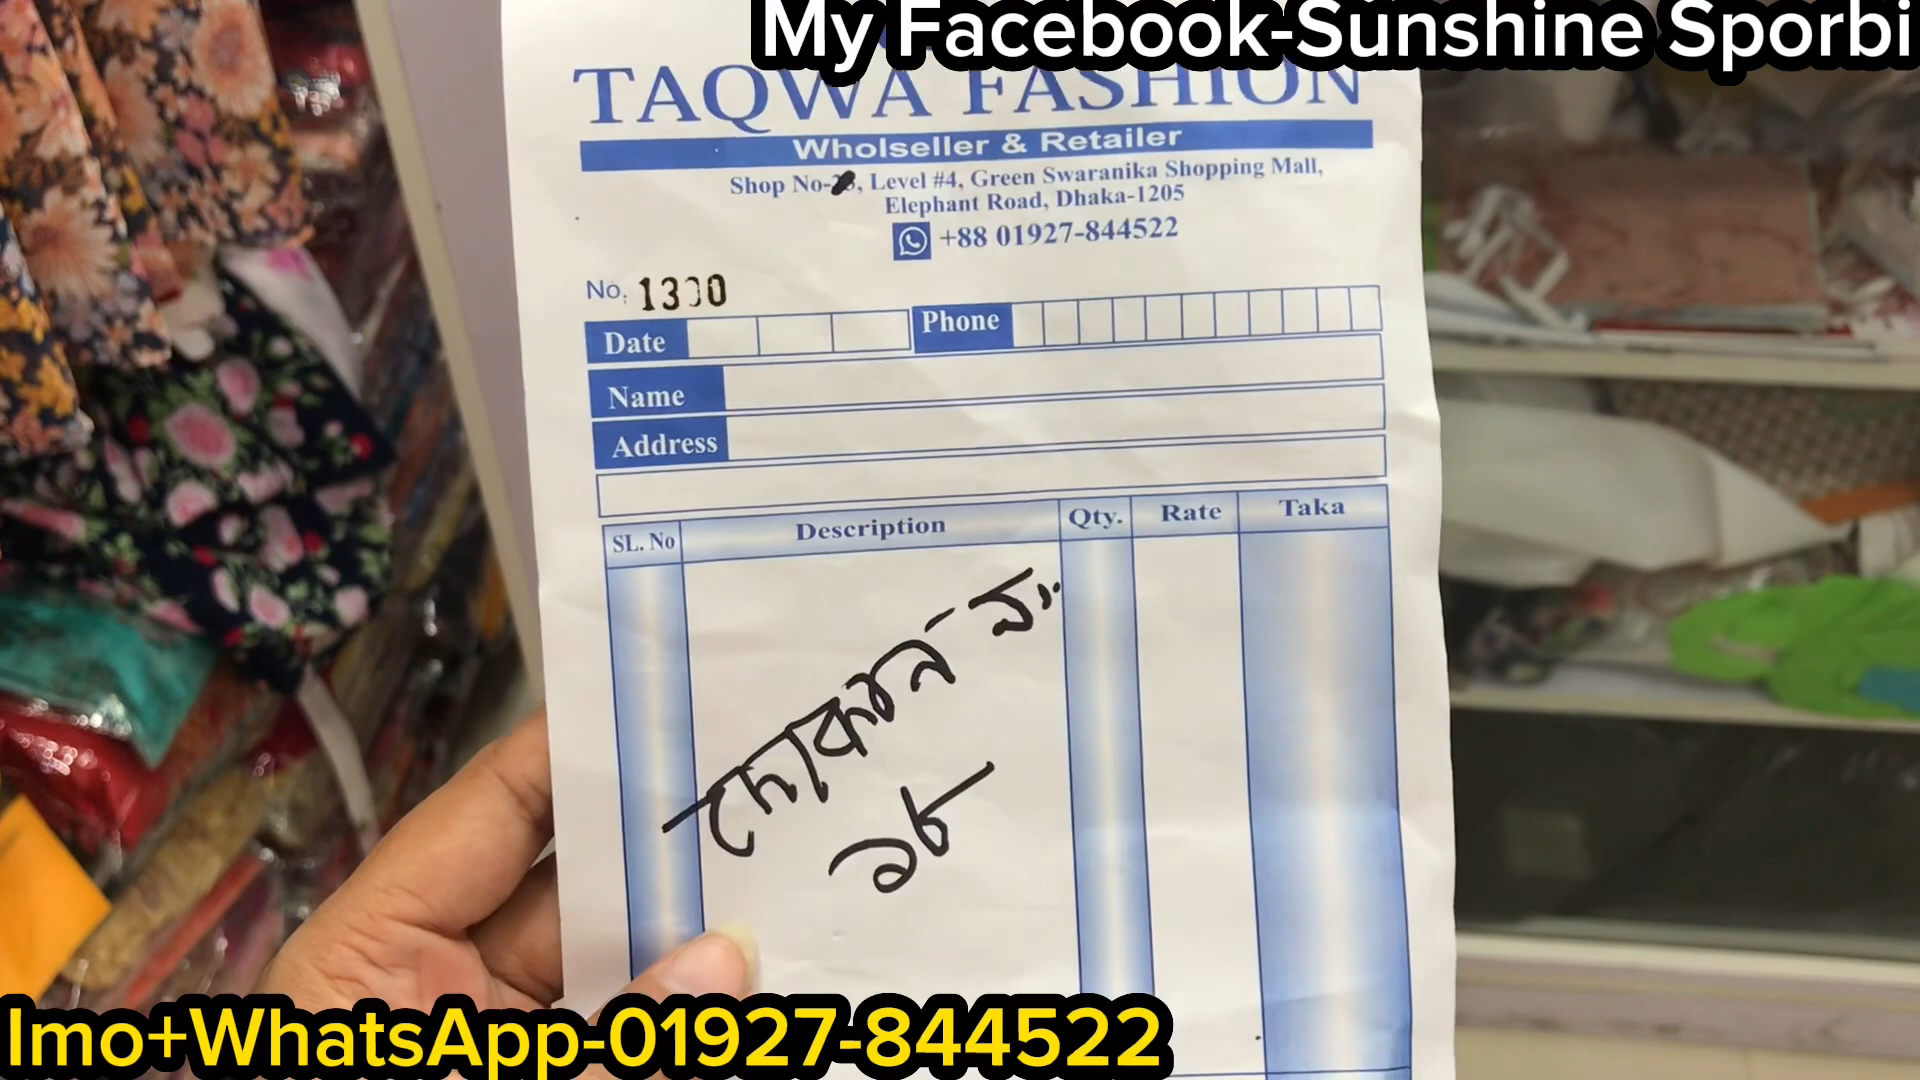 My Facebook-Sunshine Sporbi
TAQWA FASHION
Wholseller & Retailer
Shop No-, Level #4, Green Swaranika Shopping Mall,
Elephant Road, Dhaka-1205
+88 01927-844522
No. 1330
Date
Phone
Name
Address
SL. No Description Qty. Rate Taka
দোকান নং
১৮
Imo+WhatsApp-01927-844522